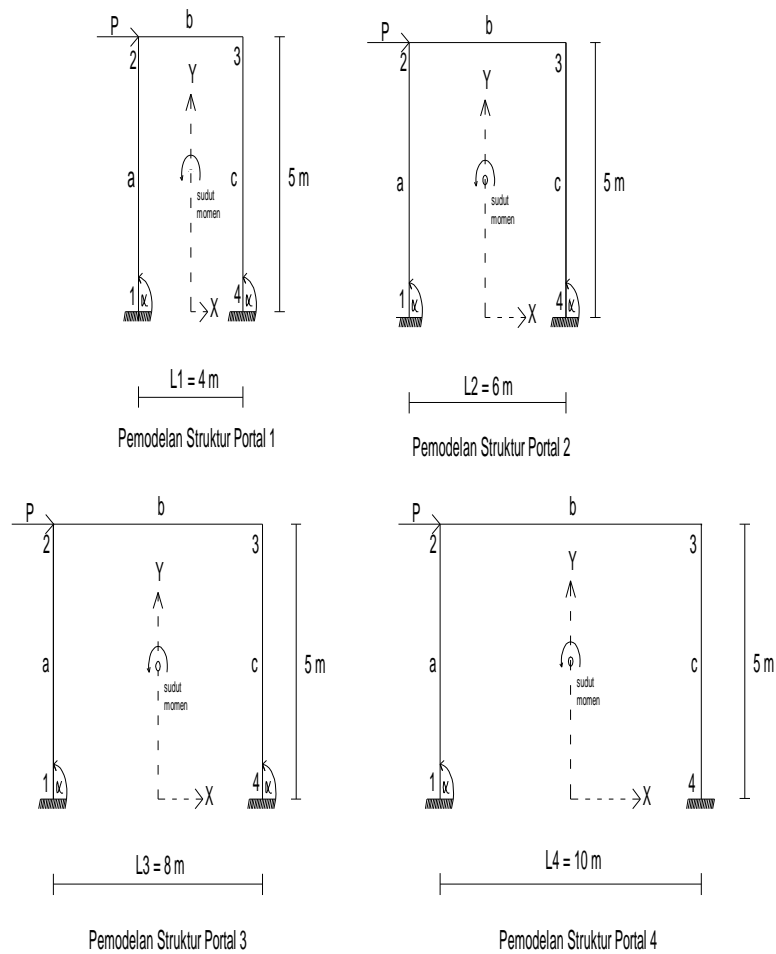 P
b
2
3
Y
a
c
5 m
sudut
momen
1
α
4
α
X
L1 = 4 m
Pemodelan Struktur Portal 1
P
b
2
3
Y
a
c
5 m
sudut
momen
1
α
α
X
L2 = 6 m
Pemodelan Struktur Portal 2
P
b
2
3
Y
a
c
5 m
sudut
momen
1
α
4
α
X
L3 = 8 m
Pemodelan Struktur Portal 3
P
b
2
3
Y
a
c
5 m
sudut
momen
1
α
4
X
L4 = 10 m
Pemodelan Struktur Portal 4